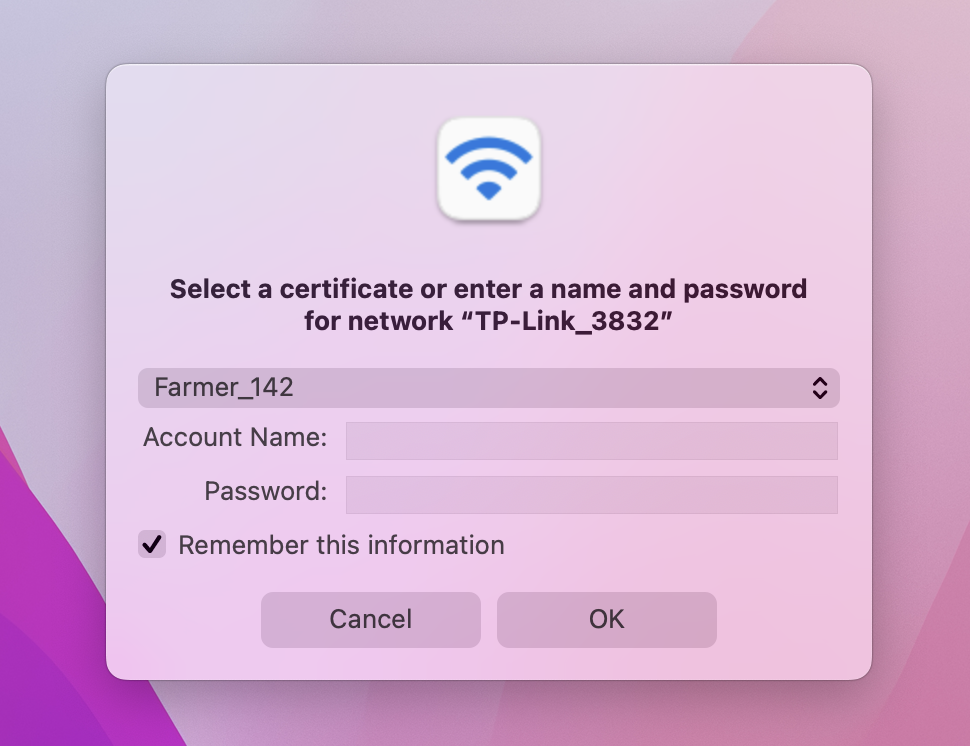 Select a certificate or enter a name and password
for network “TP-Link_3832”
Farmer_142
Account Name:
Password:
Remember this information
Cancel
OK